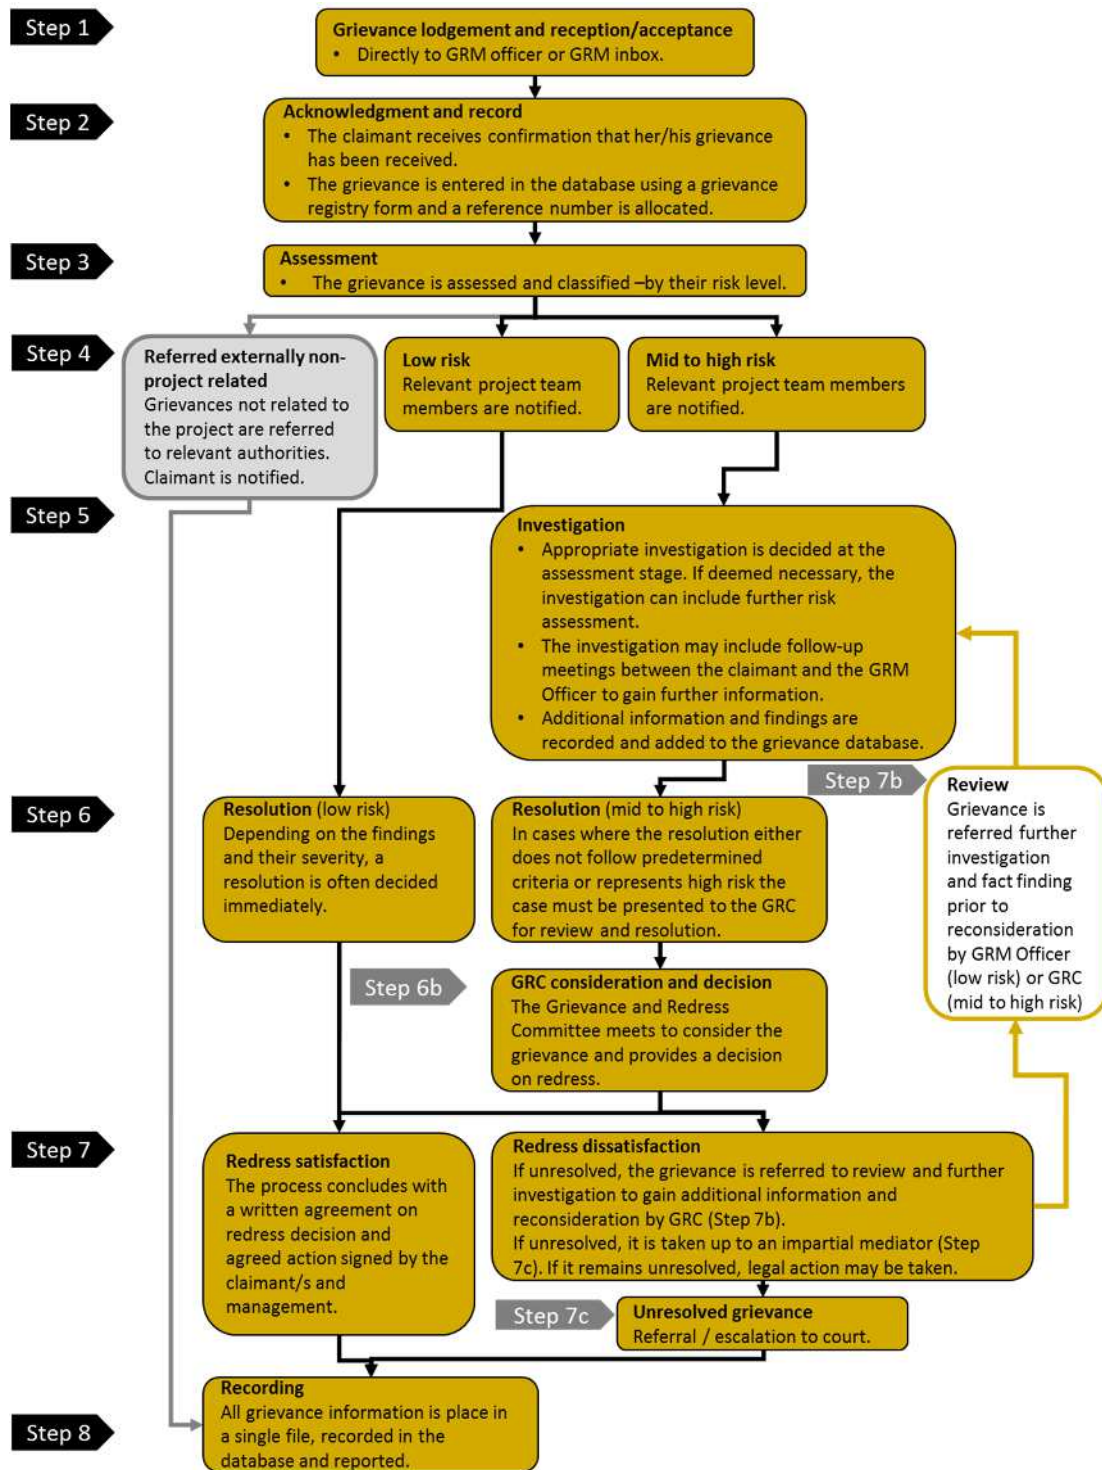 Step 1
Grievance lodgement and reception/acceptance
• Directly to GRM officer or GRM inbox.
Step 2
Acknowledgment and record
• The claimant receives confirmation that her/his grievance
has been received.
• The grievance is entered in the database using a grievance
registry form and a reference number is allocated.
Step 3
Assessment
• The grievance is assessed and classified –by their risk level.
Step 4
Referred externally non-
project related
Grievances not related to
the project are referred
to relevant authorities.
Claimant is notified.
Low risk
Relevant project team
members are notified.
Mid to high risk
Relevant project team members
are notified.
Step 5
Investigation
• Appropriate investigation is decided at the
assessment stage. If deemed necessary, the
investigation can include further risk
assessment.
• The investigation may include follow-up
meetings between the claimant and the GRM
Officer to gain further information.
• Additional information and findings are
recorded and added to the grievance database.
Step 7b
Review
Grievance is
referred further
investigation
and fact finding
prior to
reconsideration
by GRM Officer
(low risk) or GRC
(mid to high risk)
Step 6
Resolution (low risk)
Depending on the findings
and their severity, a
resolution is often decided
immediately.
Resolution (mid to high risk)
In cases where the resolution either
does not follow predetermined
criteria or represents high risk the
case must be presented to the GRC
for review and resolution.
Step 6b
GRC consideration and decision
The Grievance and Redress
Committee meets to consider the
grievance and provides a decision
on redress.
Step 7
Redress satisfaction
The process concludes with
a written agreement on
redress decision and
agreed action signed by the
claimant/s and
management.
Redress dissatisfaction
If unresolved, the grievance is referred to review and further
investigation to gain additional information and
reconsideration by GRC (Step 7b).
If unresolved, it is taken up to an impartial mediator (Step
7c). If it remains unresolved, legal action may be taken.
Step 7c
Unresolved grievance
Referral / escalation to court.
Step 8
Recording
All grievance information is place in
a single file, recorded in the
database and reported.